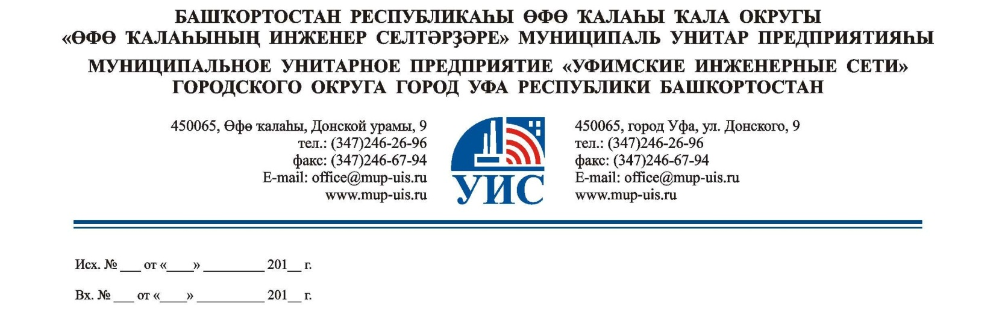 БАШҠОРТОСТАН РЕСПУБЛИКАҺЫ ӨФӨ ҠАЛАҺЫ ҠАЛА ОКРУГЫ
«ӨФӨ ҠАЛАҺЫНЫҢ ИНЖЕНЕР СЕЛТӘРҘӘРЕ» МУНИЦИПАЛЬ УНИТАР ПРЕДПРИЯТИЯҺЫ
МУНИЦИПАЛЬНОЕ УНИТАРНОЕ ПРЕДПРИЯТИЕ «УФИМСКИЕ ИНЖЕНЕРНЫЕ СЕТИ»
ГОРОДСКОГО ОКРУГА ГОРОД УФА РЕСПУБЛИКИ БАШКОРТОСТАН
450065, Өфө ҡалаһы, Донской урамы, 9
тел.: (347)246-26-96
факс: (347)246-67-94
E-mail: office@mup-uis.ru
www.mup-uis.ru
УИС
450065, город Уфа, ул. Донского, 9
тел.: (347)246-26-96
факс: (347)246-67-94
E-mail: office@mup-uis.ru
www.mup-uis.ru
Исх. № ___ от «____» _________ 201__ г.
Вх. № ___ от «____» __________ 201__ г.